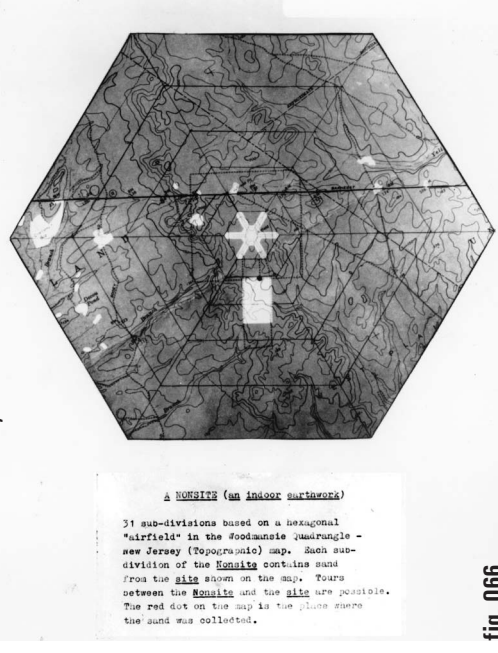 A NONSITE (an indoor earthwork)
31 sub-divisions based on a hexagonal
"airfield" in the Woodmansie Quadrangle -
New Jersey (Topographic) map. Each sub-
dividion of the Nonsite contains sand
from the site shown on the map. Tours
between the Nonsite and the site are possible.
The red dot on the map is the place where
the sand was collected.
fig 066